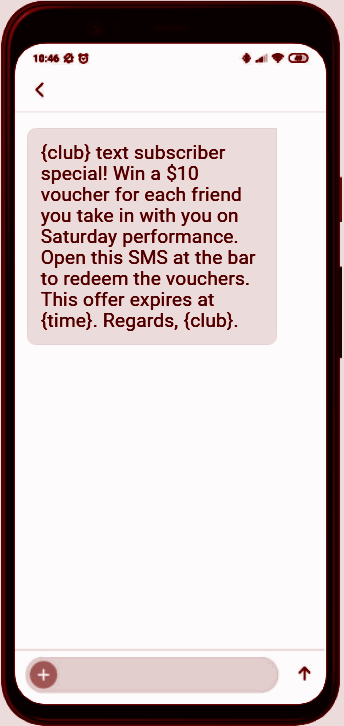 10:46
{club} text subscriber
special! Win a $10
voucher for each friend
you take in with you on
Saturday performance.
Open this SMS at the bar
to redeem the vouchers.
This offer expires at
{time}. Regards, {club}.